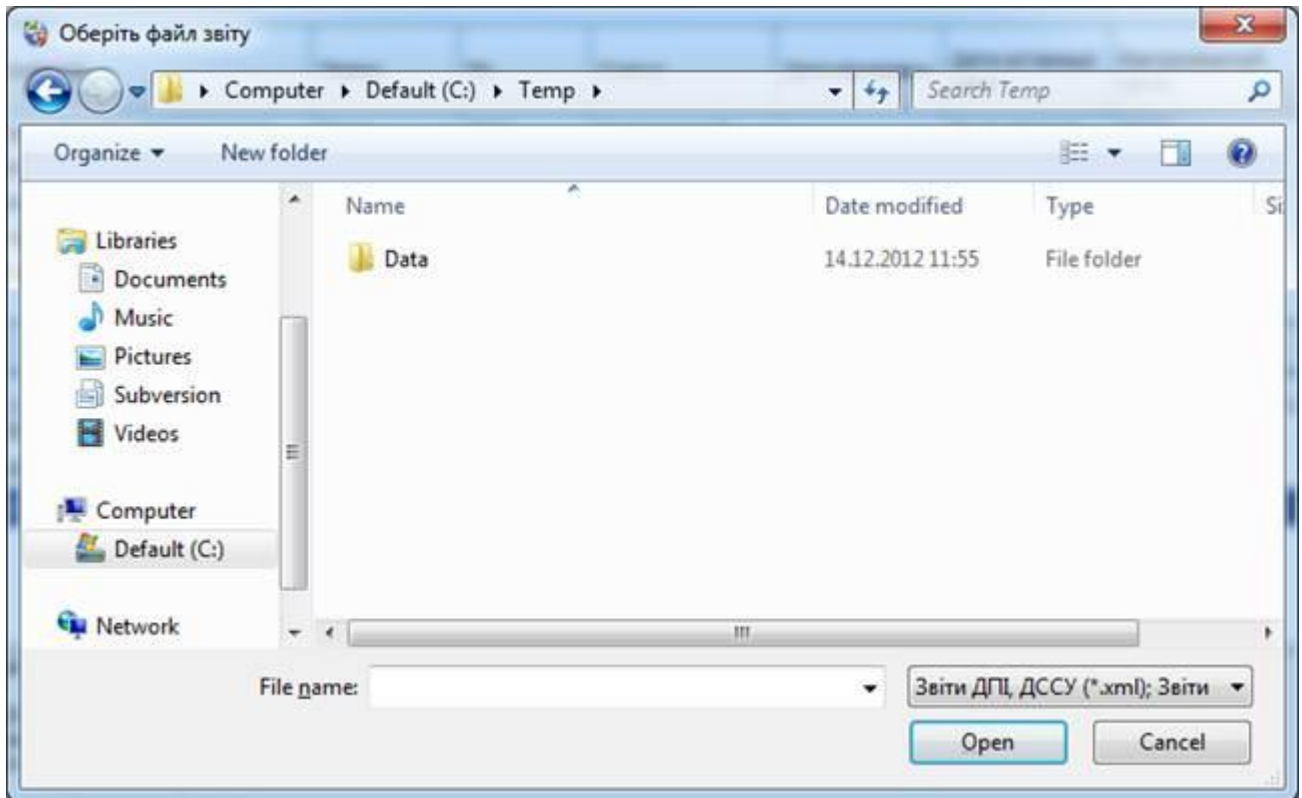 Оберіть файл звіту
Computer Default (C:) Temp Search Temp
Organize New folder
Name Date modified Type Si
Libraries
Data 14.12.2012 11:55 File folder
Documents
Music
Pictures
Subversion
Videos
Computer
Default (C:)
Network
File name: Звіти ДПІ, ДССУ (*.xml); Звіти
Open Cancel